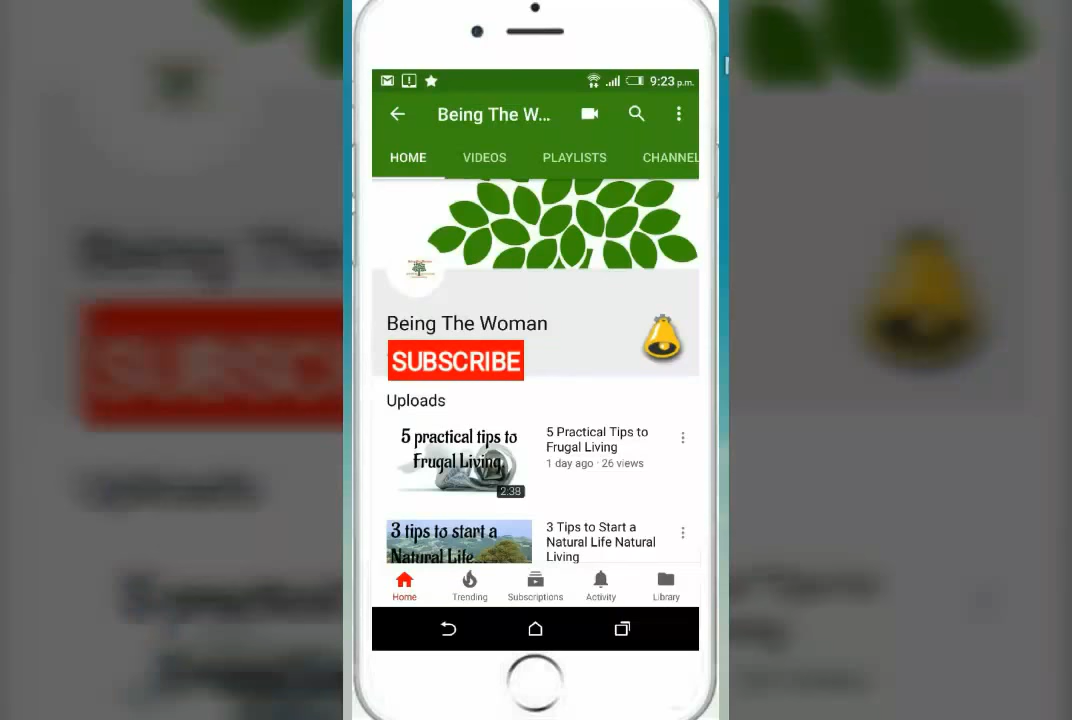 9:23 p.m.
Being The W...
HOME VIDEOS PLAYLISTS CHANNEL
Being The Woman
SUBSCRIBE
Uploads
5 practical tips to
Frugal Living
2:38
5 Practical Tips to
Frugal Living
1 day ago · 26 views
3 tips to start a
Natural Life
3 Tips to Start a
Natural Life Natural
Living
Home Trending Subscriptions Activity Library